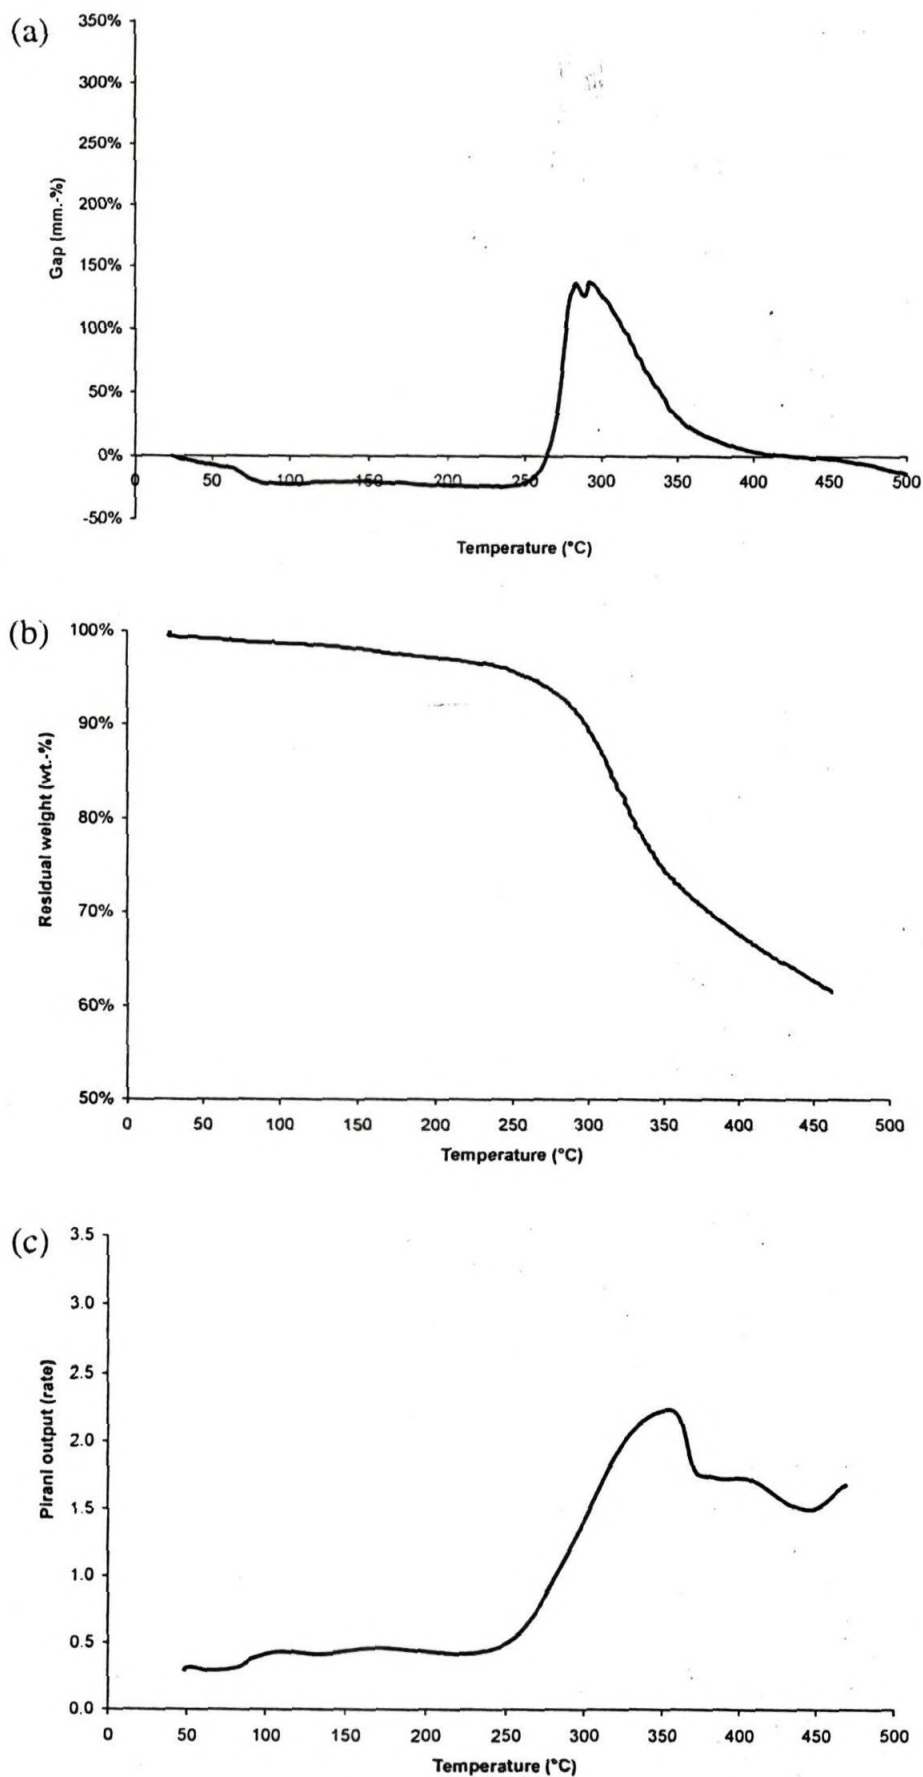 (a)
350%
300%
250%
200%
150%
100%
50%
0%
-50%
Gap (mm.-%)
0 50 100 150 200 250 300 350 400 450 500
Temperature (°C)
(b)
100%
90%
80%
70%
60%
50%
Residual weight (wt.-%)
0 50 100 150 200 250 300 350 400 450 500
Temperature (°C)
(c)
3.5
3.0
2.5
2.0
1.5
1.0
0.5
0.0
Pirani output (rate)
0 50 100 150 200 250 300 350 400 450 500
Temperature (°C)